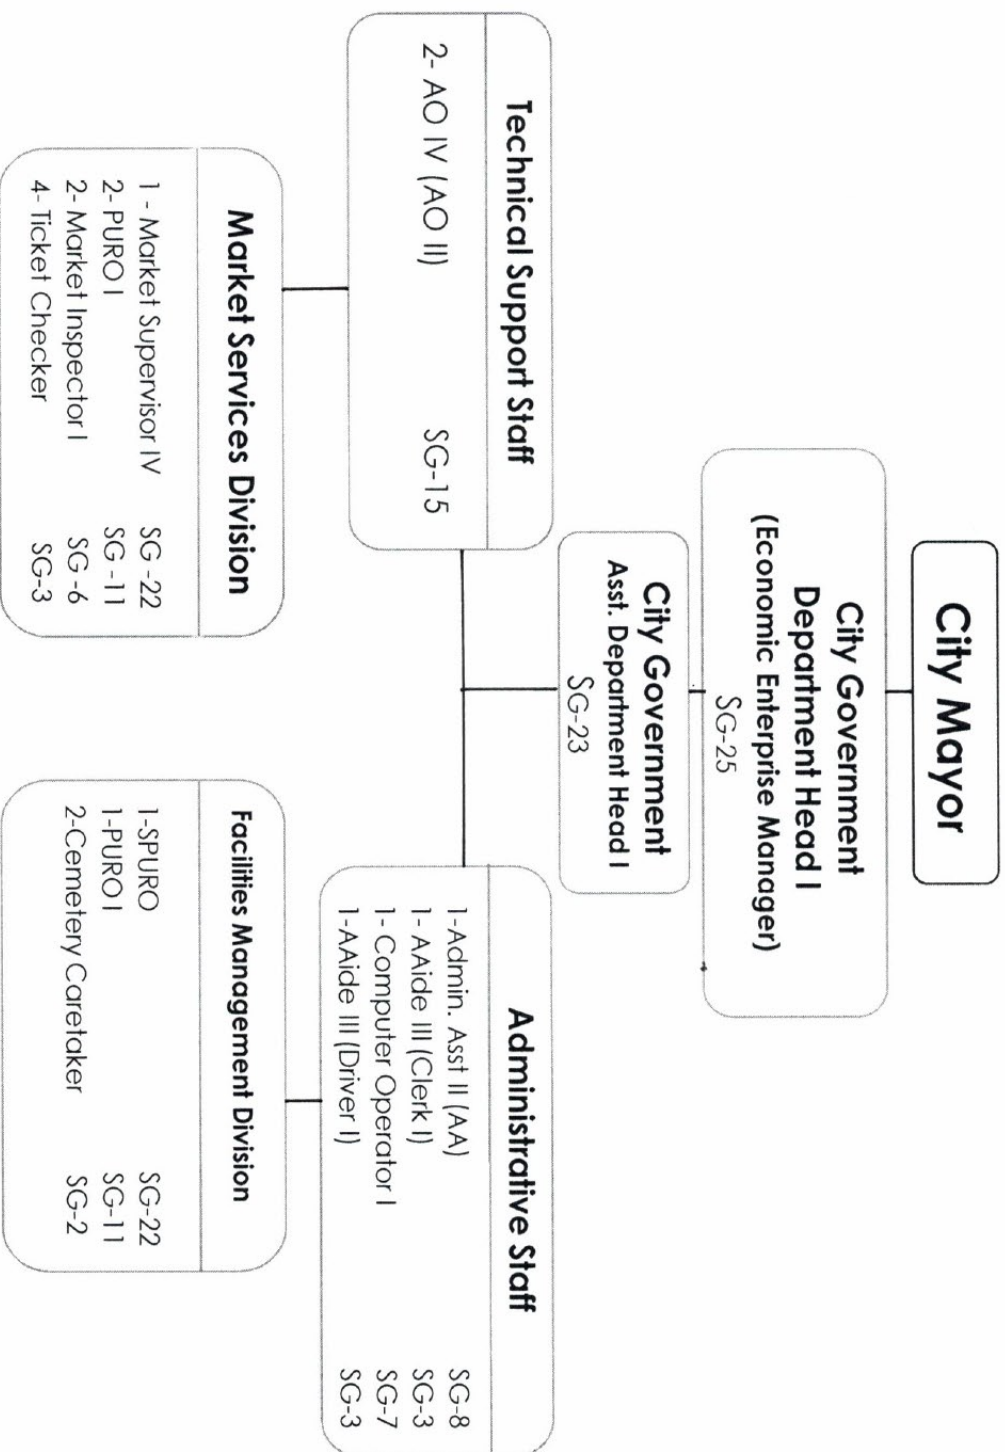 City Mayor
City Government
Department Head I
(Economic Enterprise Manager)
SG-25
City Government
Asst. Department Head I
SG-23
Technical Support Staff
2- AO IV (AO II) SG-15
Administrative Staff
1-Admin. Asst II (AA) SG-8
1- AAide III (Clerk I) SG-3
1- Computer Operator I SG-7
1-AAide III (Driver I) SG-3
Market Services Division
1 - Market Supervisor IV SG -22
2- PURO I SG -11
2- Market Inspector I SG -6
4- Ticket Checker SG-3
Facilities Management Division
1-SPURO SG-22
1-PURO I SG-11
2-Cemetery Caretaker SG-2